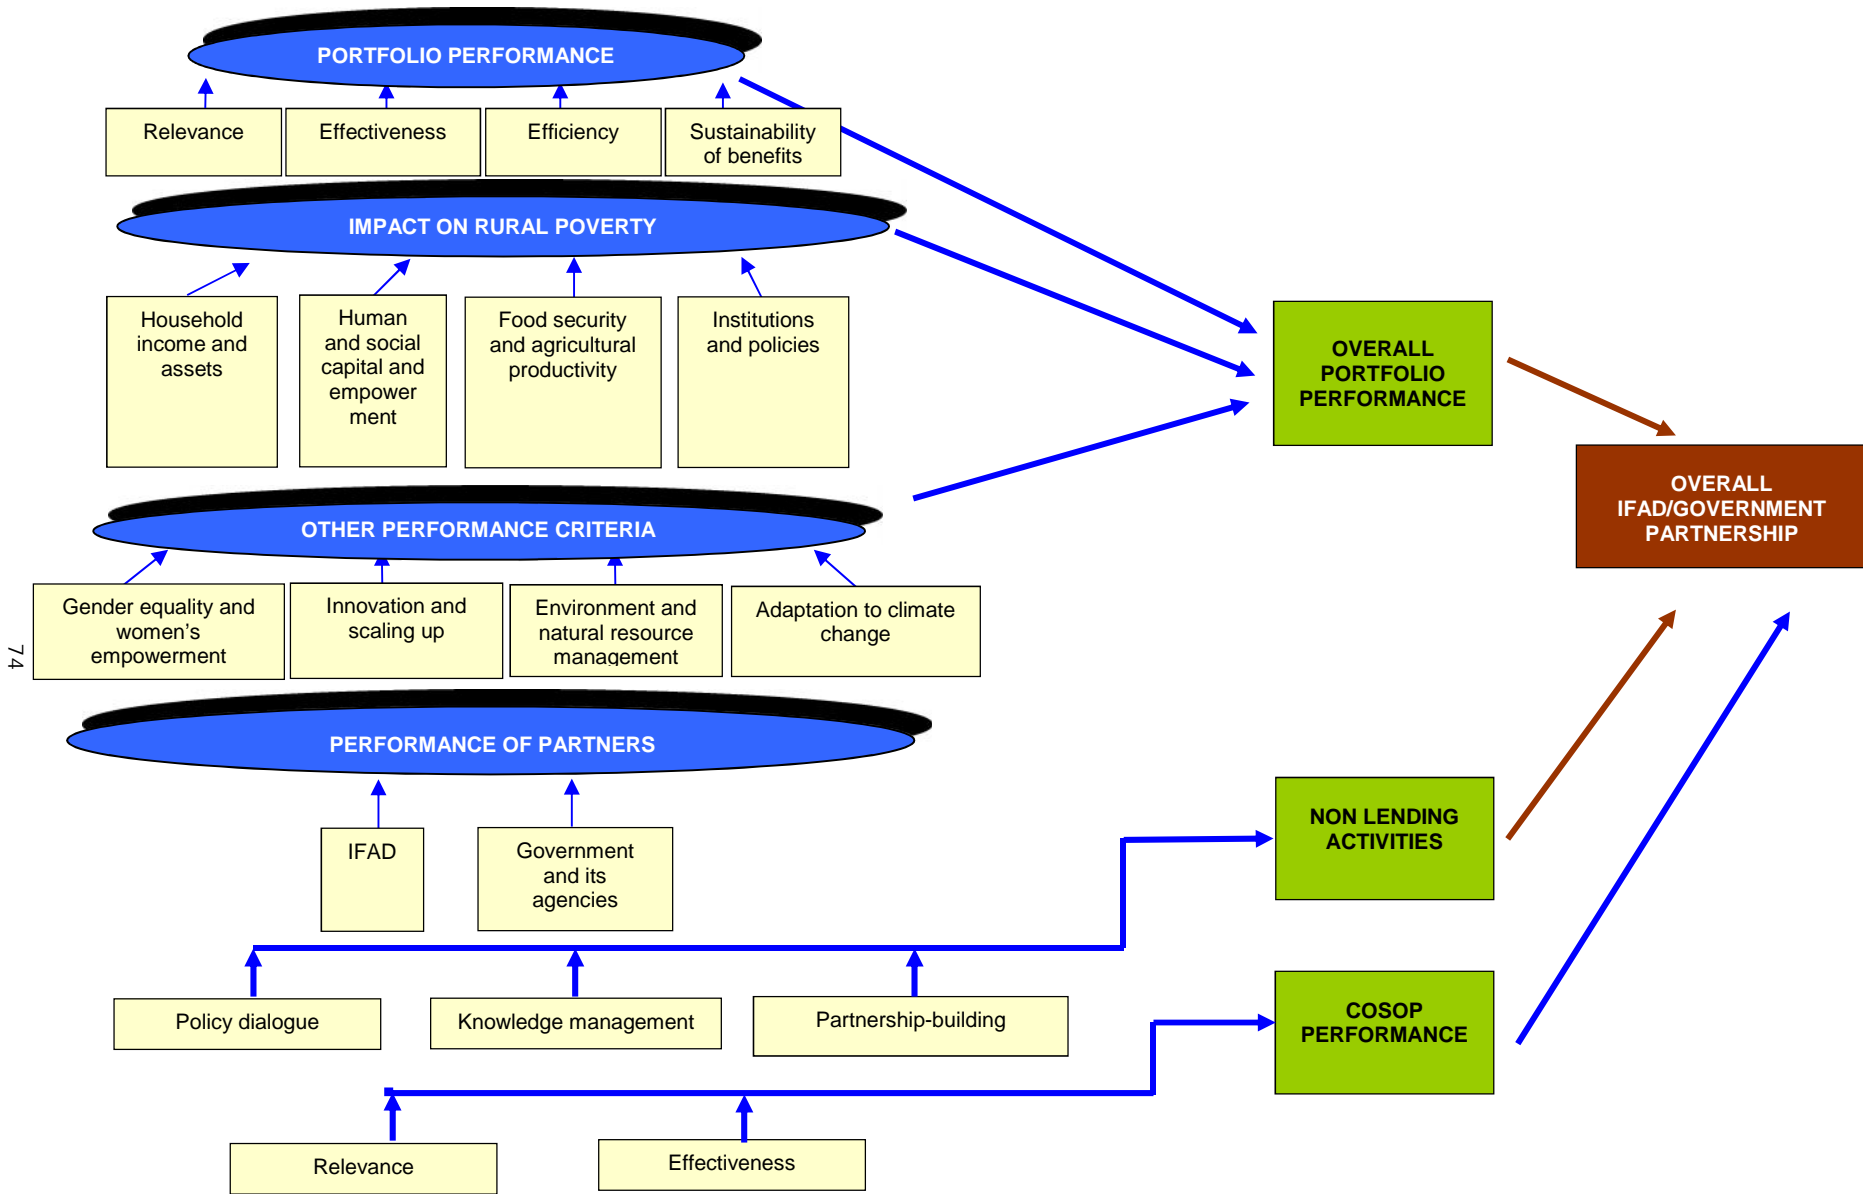 PORTFOLIO PERFORMANCE
Relevance
Effectiveness
Efficiency
Sustainability
of benefits
IMPACT ON RURAL POVERTY
Household
income and
assets
Human
and social
capital and
empower
ment
Food security
and agricultural
productivity
Institutions
and policies
OVERALL
PORTFOLIO
PERFORMANCE
OVERALL
IFAD/GOVERNMENT
PARTNERSHIP
OTHER PERFORMANCE CRITERIA
Gender equality and
women’s
empowerment
Innovation and
scaling up
Environment and
natural resource
management
Adaptation to climate
change
74
PERFORMANCE OF PARTNERS
IFAD
Government
and its
agencies
NON LENDING
ACTIVITIES
Policy dialogue
Knowledge management
Partnership-building
COSOP
PERFORMANCE
Relevance
Effectiveness